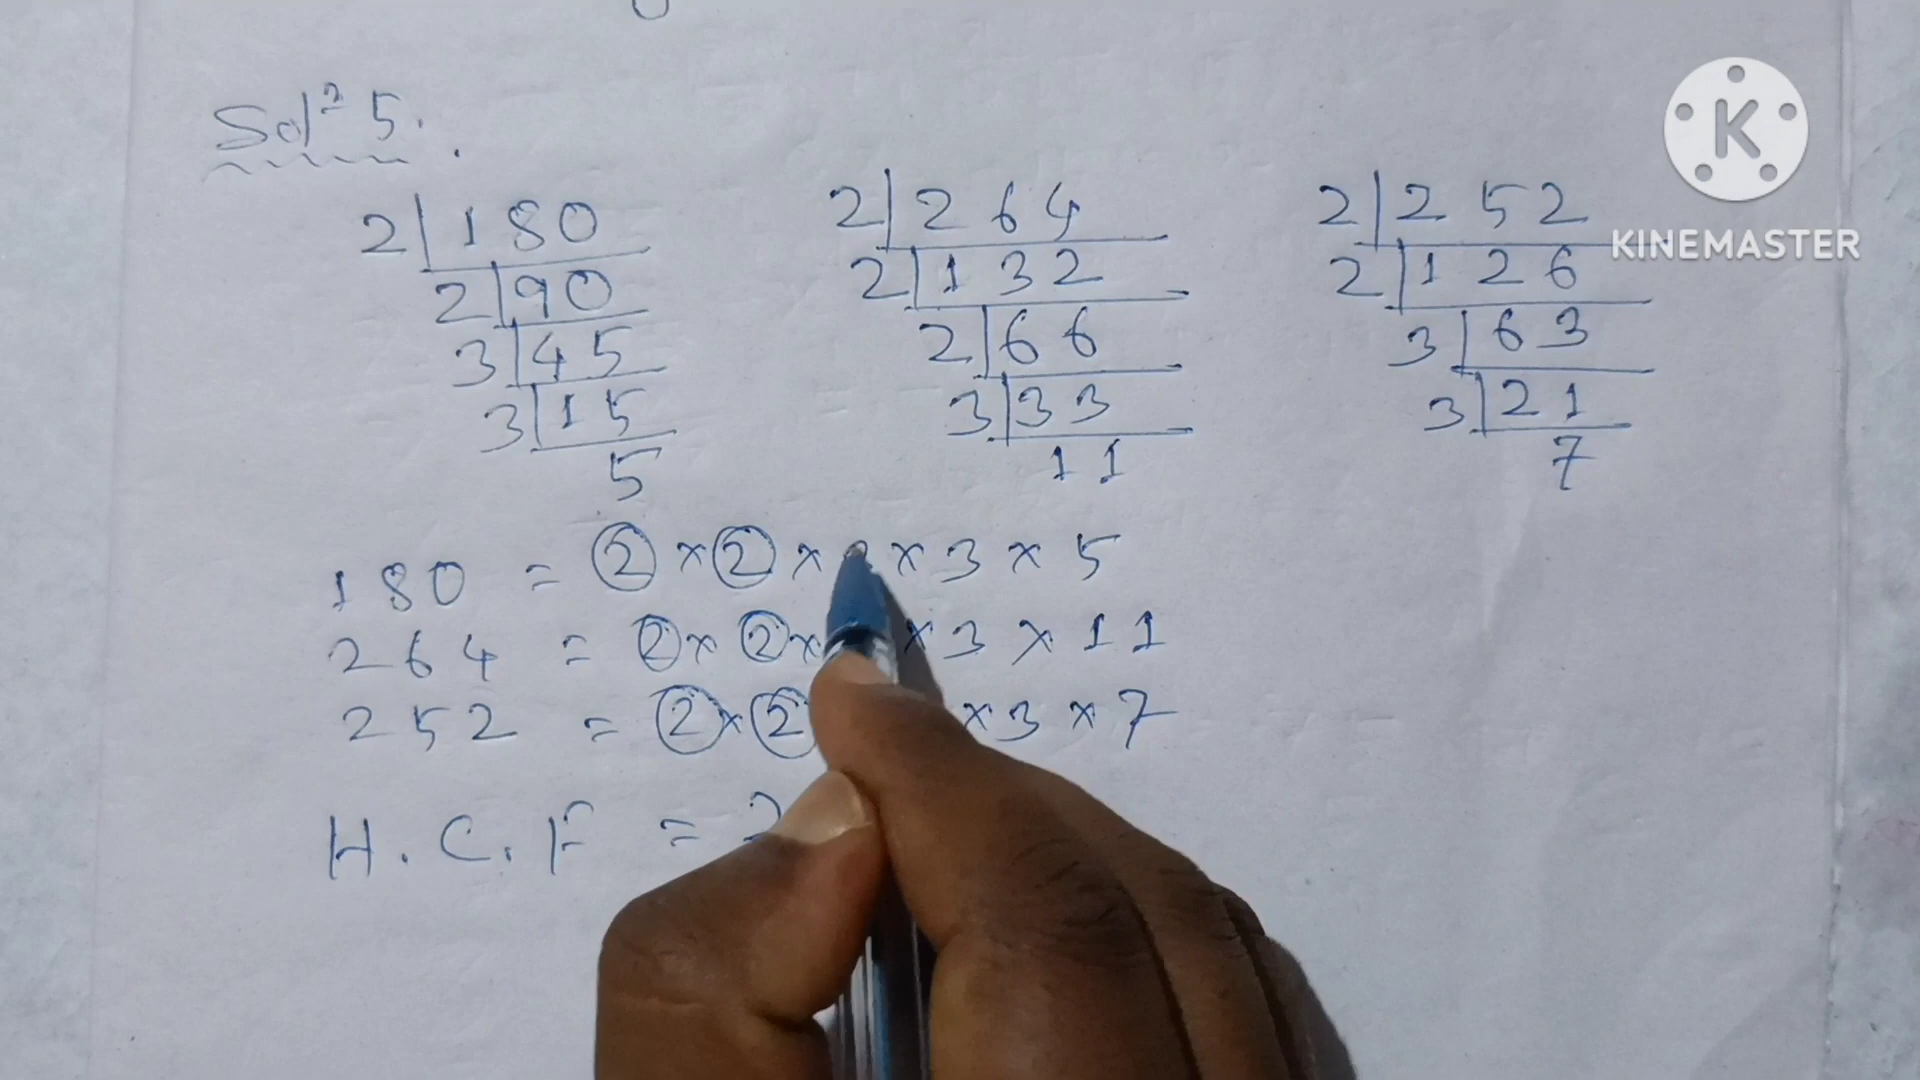 Solⁿ 5.
2 | 180
2 | 90
3 | 45
3 | 15
5
2 | 264
2 | 132
2 | 66
3 | 33
11
2 | 252
2 | 126
3 | 63
3 | 21
7
180 = 2 × 2 × × 3 × 5
264 = 2 × 2 × × 3 × 11
252 = 2 × 2 × 3 × 7
H.C.F = 2
K
KINEMASTER